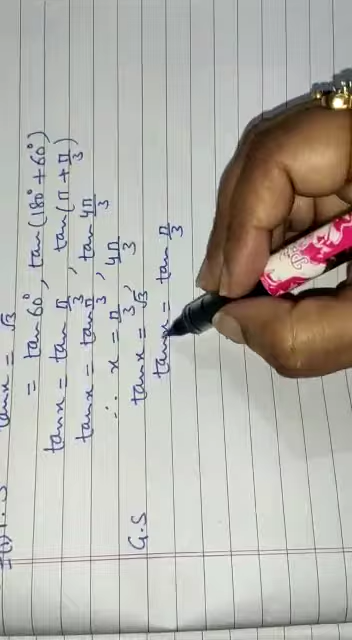 tanx = √3
= tan60°, tan(180°+60°)
tanx = tan π/3, tan(π + π/3)
tanx = tan π/3, tan 4π/3
∴ x = π/3, 4π/3
G.S tanx = √3
tanx = tan π/3